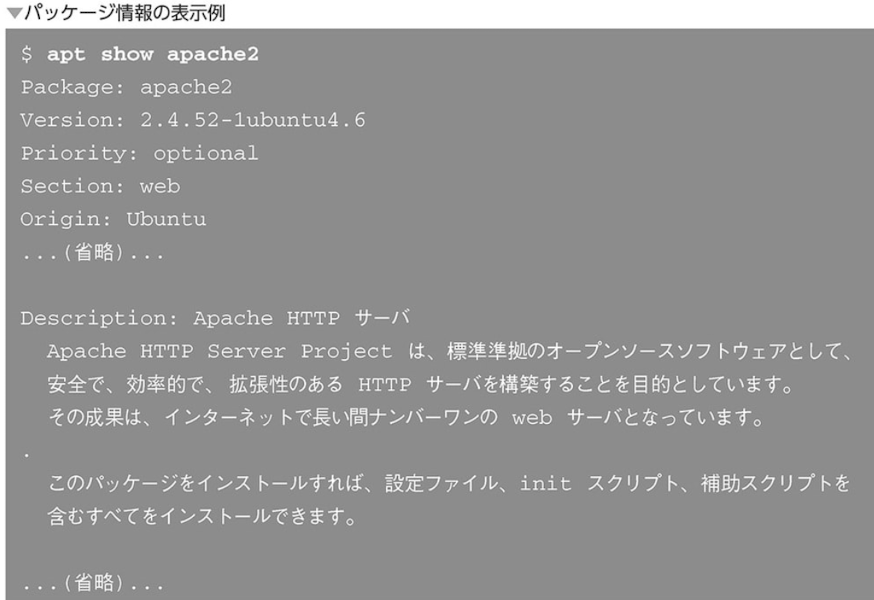 ▼パッケージ情報の表示例
$ apt show apache2
Package: apache2
Version: 2.4.52-1ubuntu4.6
Priority: optional
Section: web
Origin: Ubuntu
...(省略)...
Description: Apache HTTP サーバ
Apache HTTP Server Project は、標準準拠のオープンソースソフトウェアとして、
安全で、効率的で、拡張性のある HTTP サーバを構築することを目的としています。
その成果は、インターネットで長い間ナンバーワンの web サーバとなっています。
.
このパッケージをインストールすれば、設定ファイル、init スクリプト、補助スクリプトを
含むすべてをインストールできます。
...(省略)...